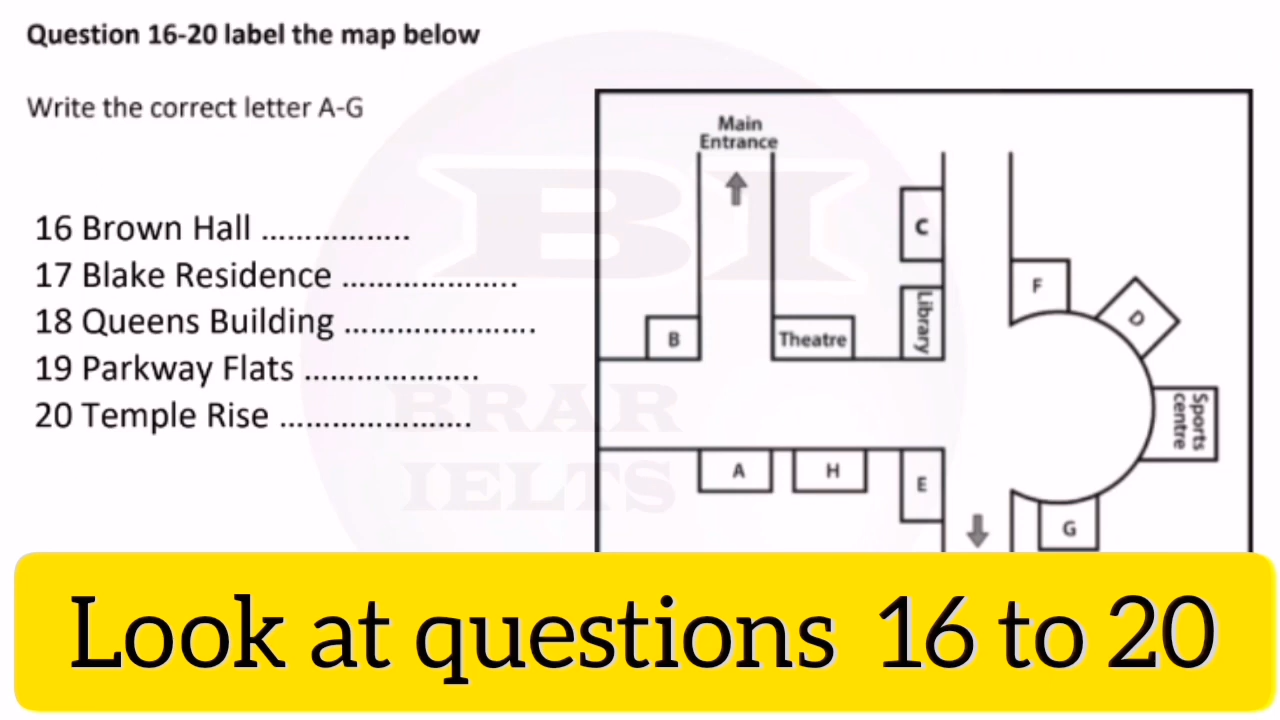 Question 16-20 label the map below
Write the correct letter A-G
16 Brown Hall .................
17 Blake Residence ....................
18 Queens Building ......................
19 Parkway Flats ....................
20 Temple Rise ......................
Main
Entrance
C
Library
F
D
B
Theatre
Sports
centre
A
H
E
G
BI
BRAR
IELTS
Look at questions 16 to 20